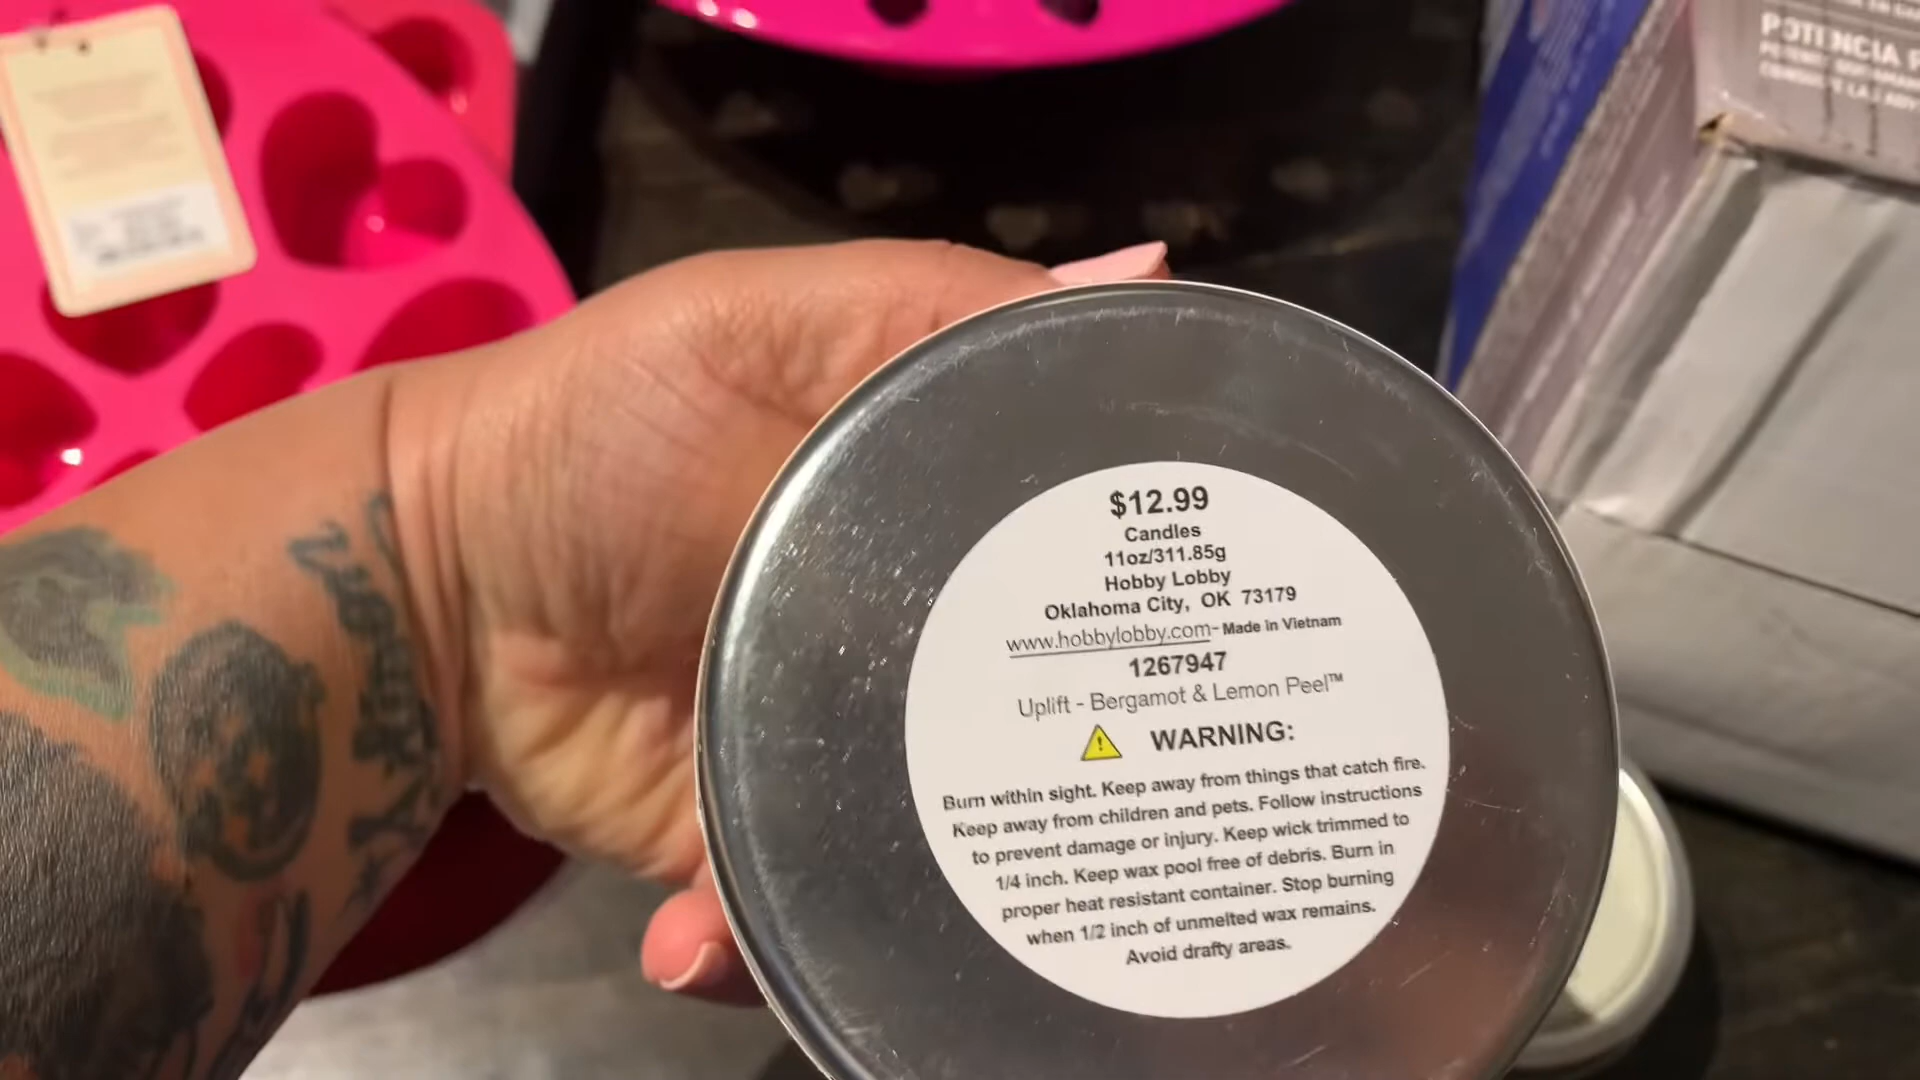 POTENCIA
$12.99
Candles
11oz/311.85g
Hobby Lobby
Oklahoma City, OK 73179
www.hobbylobby.com- Made in Vietnam
1267947
Uplift - Bergamot & Lemon Peel™
WARNING:
Burn within sight. Keep away from things that catch fire.
Keep away from children and pets. Follow instructions
to prevent damage or injury. Keep wick trimmed to
1/4 inch. Keep wax pool free of debris. Burn in
proper heat resistant container. Stop burning
when 1/2 inch of unmelted wax remains.
Avoid drafty areas.